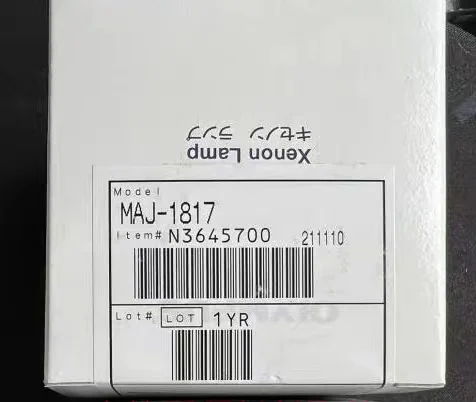 キセノン ランプ
Xenon Lamp
Model
MAJ-1817
Item# N3645700 211110
Lot# LOT 1YR